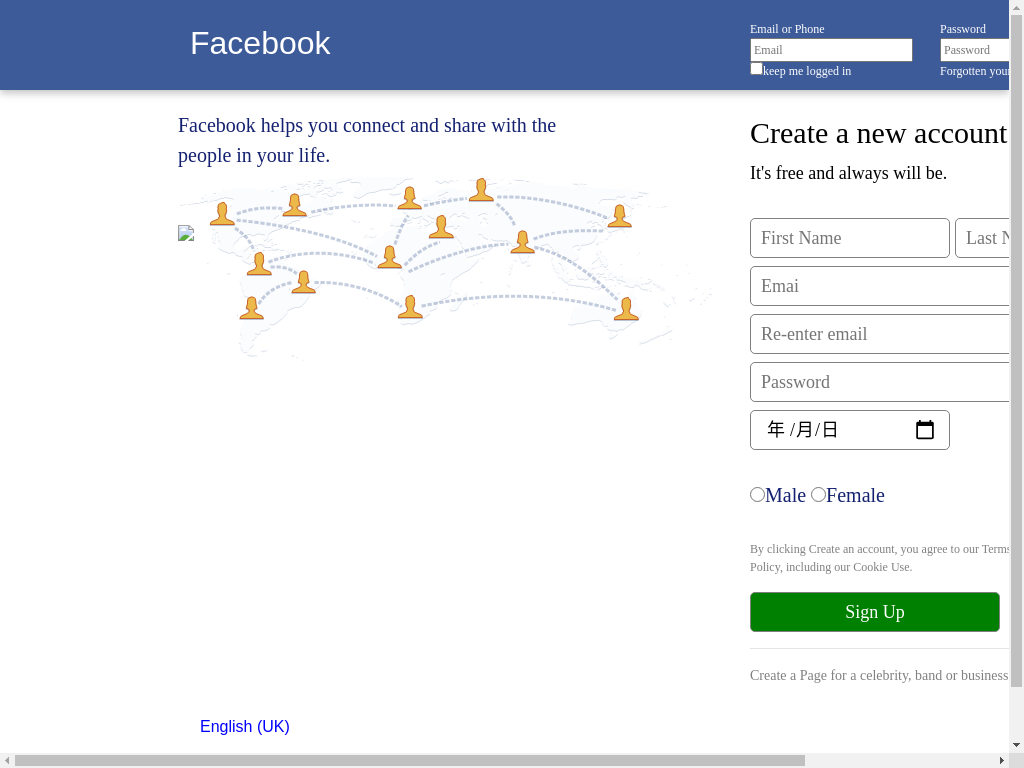 Facebook
Email or Phone
Password
Email
Password
keep me logged in
Forgotten your
Facebook helps you connect and share with the
people in your life.
Create a new account
It's free and always will be.
First Name
Last N
Emai
Re-enter email
Password
年 /月/日
Male
Female
By clicking Create an account, you agree to our Terms
Policy, including our Cookie Use.
Sign Up
Create a Page for a celebrity, band or business
English (UK)